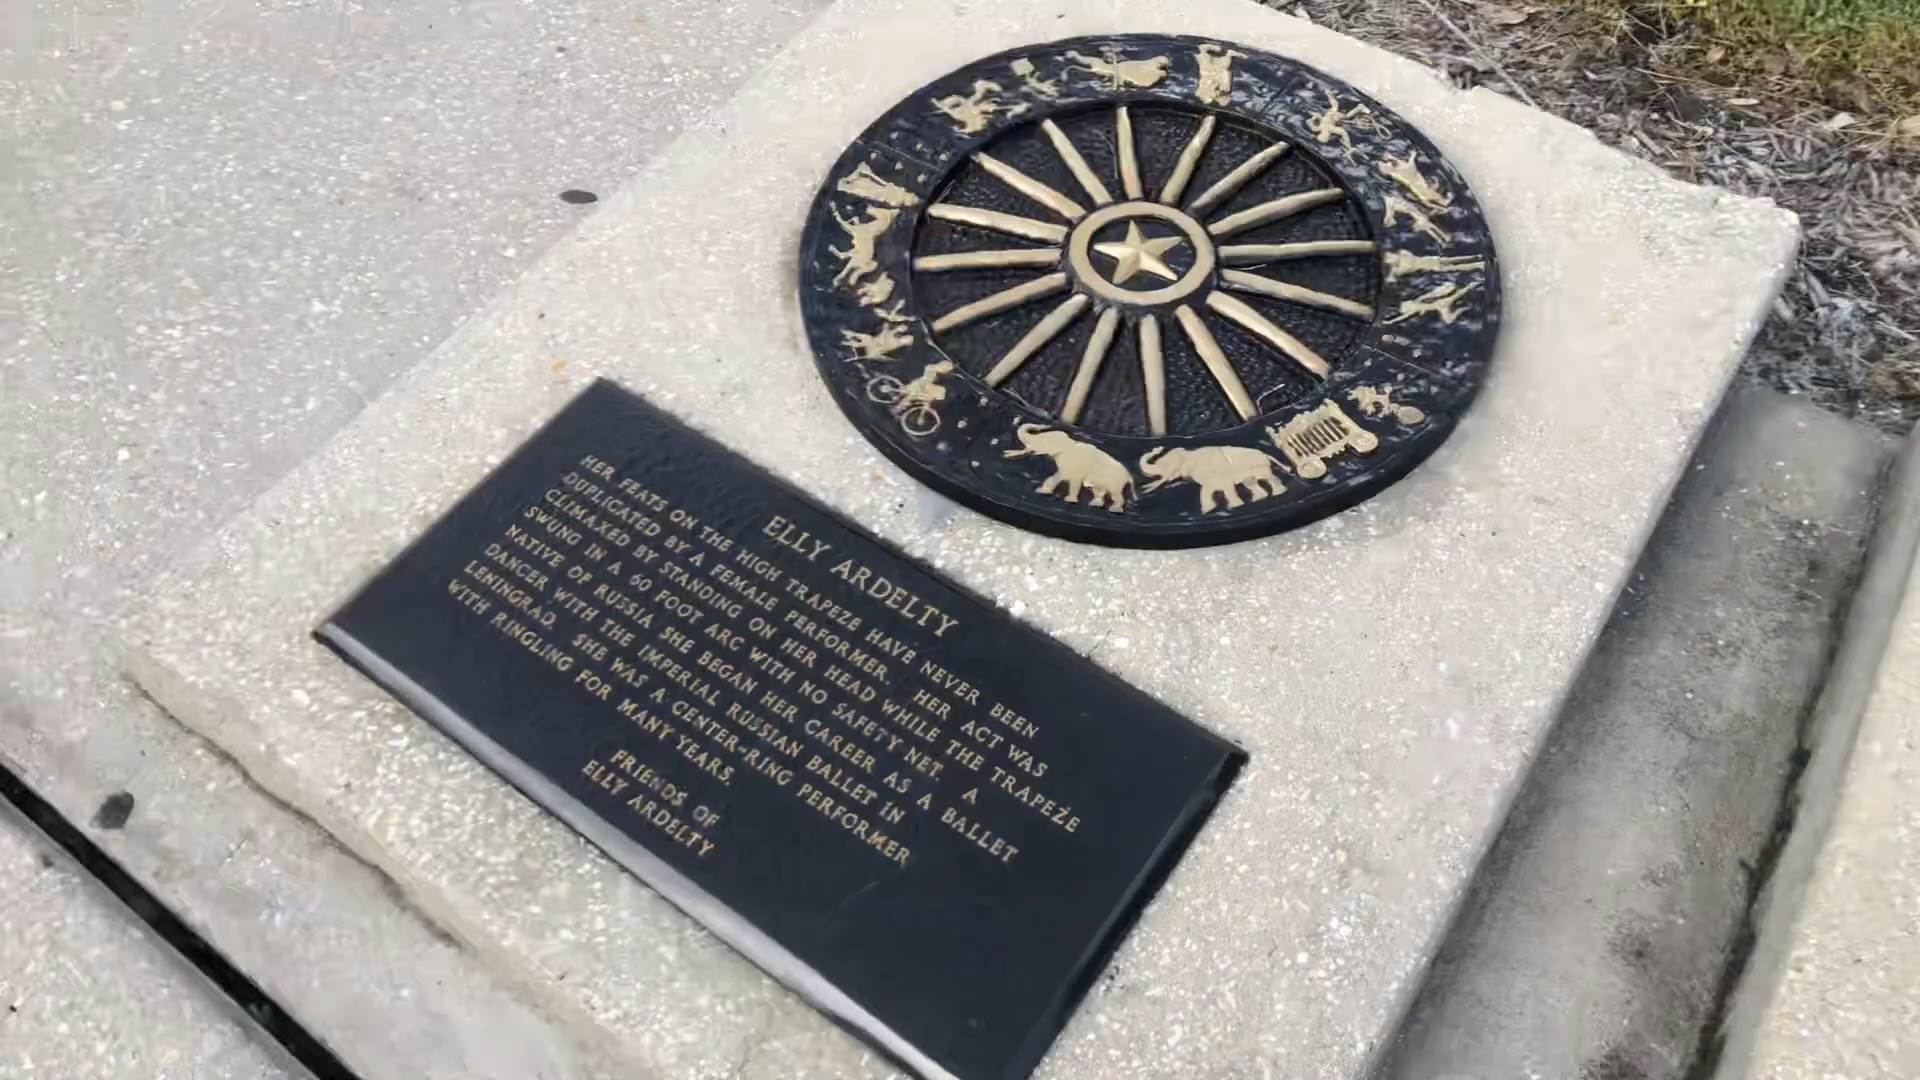 ELLY ARDELTY
HER FEATS ON THE HIGH TRAPEZE HAVE NEVER BEEN
DUPLICATED BY A FEMALE PERFORMER. HER ACT WAS
CLIMAXED BY STANDING ON HER HEAD WHILE THE TRAPEZE
SWUNG IN A 60 FOOT ARC WITH NO SAFETY NET. A
NATIVE OF RUSSIA SHE BEGAN HER CAREER AS A BALLET
DANCER WITH THE IMPERIAL RUSSIAN BALLET IN
LENINGRAD. SHE WAS A CENTER-RING PERFORMER
WITH RINGLING FOR MANY YEARS.
FRIENDS OF
ELLY ARDELTY